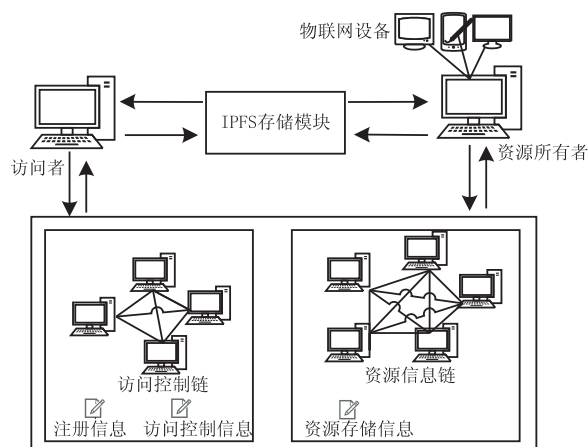 物联网设备
IPFS存储模块
访问者
资源所有者
访问控制链
资源信息链
注册信息
访问控制信息
资源存储信息